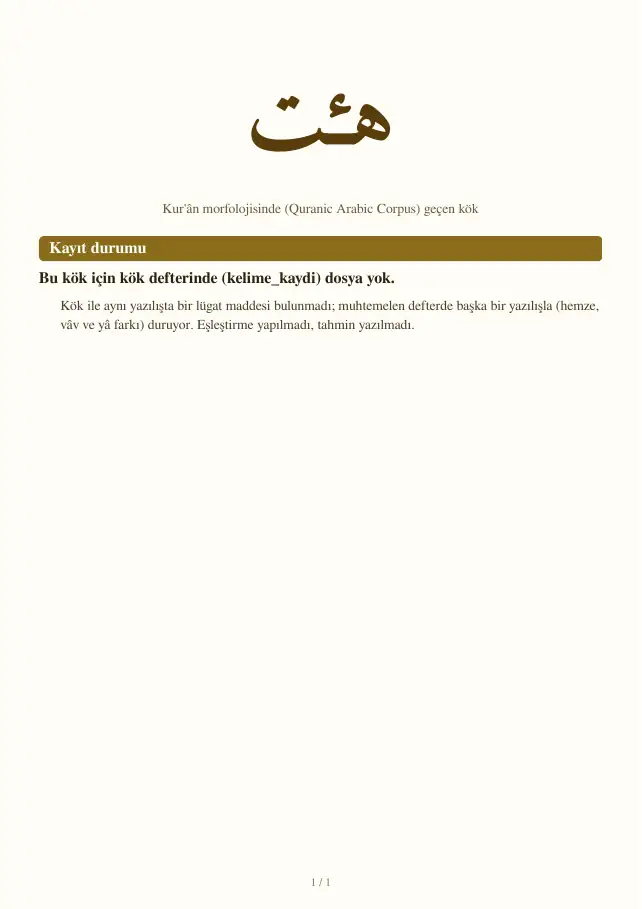 هئت
Kur'ân morfolojisinde (Quranic Arabic Corpus) geçen kök
Kayıt durumu
Bu kök için kök defterinde (kelime_kaydi) dosya yok.
Kök ile aynı yazılışta bir lügat maddesi bulunmadı; muhtemelen defterde başka bir yazılışla (hemze,
vâv ve yâ farkı) duruyor. Eşleştirme yapılmadı, tahmin yazılmadı.
1 / 1